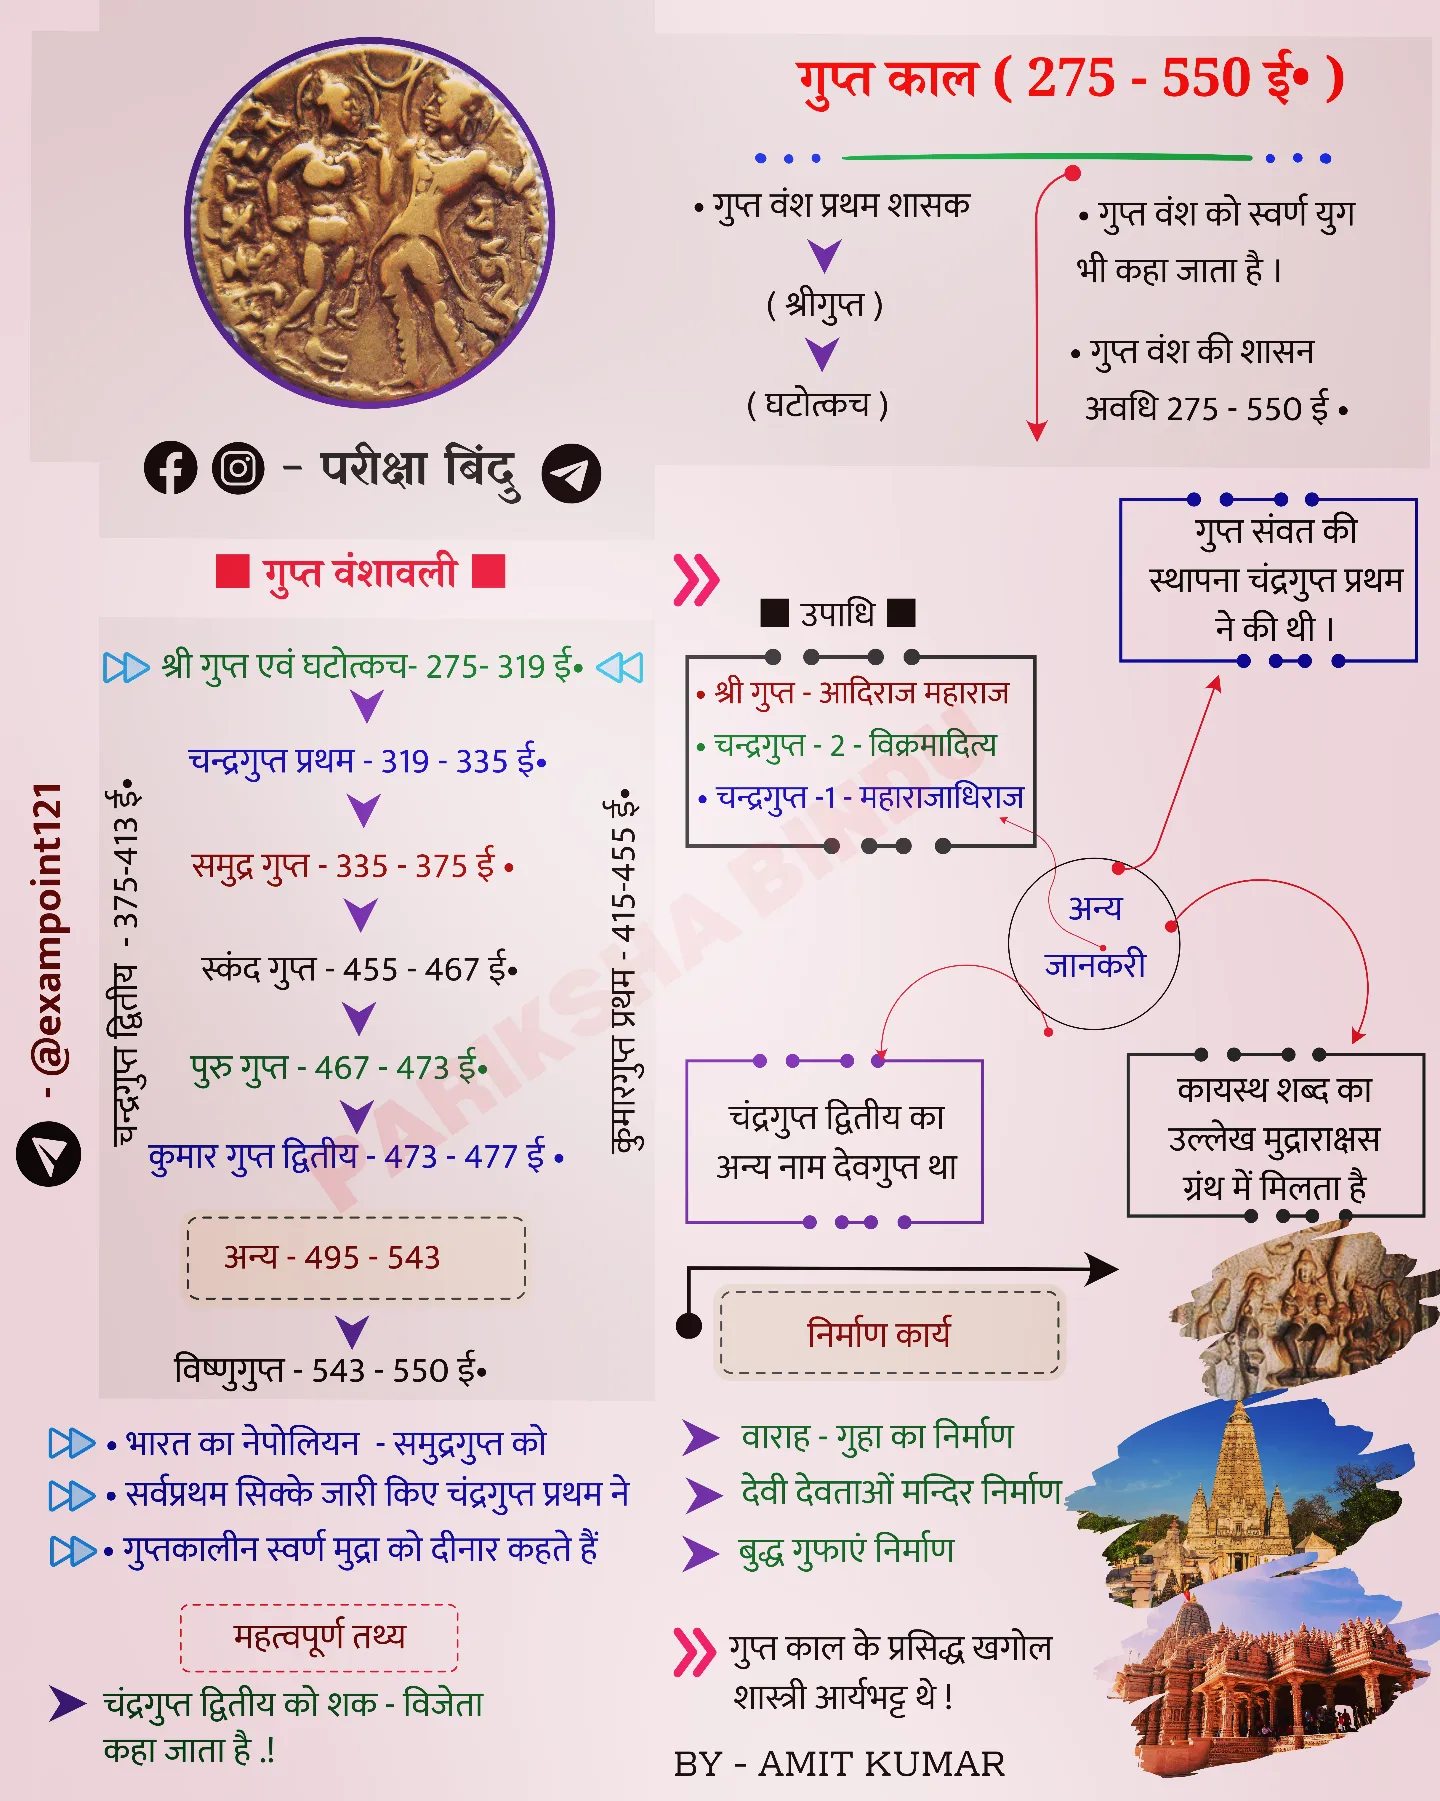 गुप्त काल ( 275 - 550 ई• )
• गुप्त वंश प्रथम शासक
( श्रीगुप्त )
( घटोत्कच )
• गुप्त वंश को स्वर्ण युग
भी कहा जाता है ।
• गुप्त वंश की शासन
अवधि 275 - 550 ई •
- परीक्षा बिंदु
गुप्त वंशावली
श्री गुप्त एवं घटोत्कच- 275- 319 ई•
चन्द्रगुप्त प्रथम - 319 - 335 ई•
समुद्र गुप्त - 335 - 375 ई •
स्कंद गुप्त - 455 - 467 ई•
पुरु गुप्त - 467 - 473 ई•
कुमार गुप्त द्वितीय - 473 - 477 ई •
अन्य - 495 - 543
विष्णुगुप्त - 543 - 550 ई•
चन्द्रगुप्त द्वितीय - 375-413 ई•
कुमारगुप्त प्रथम - 415-455 ई•
- @exampoint121
उपाधि
• श्री गुप्त - आदिराज महाराज
• चन्द्रगुप्त - 2 - विक्रमादित्य
• चन्द्रगुप्त -1 - महाराजाधिराज
गुप्त संवत की
स्थापना चंद्रगुप्त प्रथम
ने की थी ।
अन्य
जानकरी
चंद्रगुप्त द्वितीय का
अन्य नाम देवगुप्त था
कायस्थ शब्द का
उल्लेख मुद्राराक्षस
ग्रंथ में मिलता है
PARIKSHA BINDU
निर्माण कार्य
वाराह - गुहा का निर्माण
देवी देवताओं मन्दिर निर्माण
बुद्ध गुफाएं निर्माण
• भारत का नेपोलियन - समुद्रगुप्त को
• सर्वप्रथम सिक्के जारी किए चंद्रगुप्त प्रथम ने
• गुप्तकालीन स्वर्ण मुद्रा को दीनार कहते हैं
महत्वपूर्ण तथ्य
चंद्रगुप्त द्वितीय को शक - विजेता
कहा जाता है .!
गुप्त काल के प्रसिद्ध खगोल
शास्त्री आर्यभट्ट थे !
BY - AMIT KUMAR